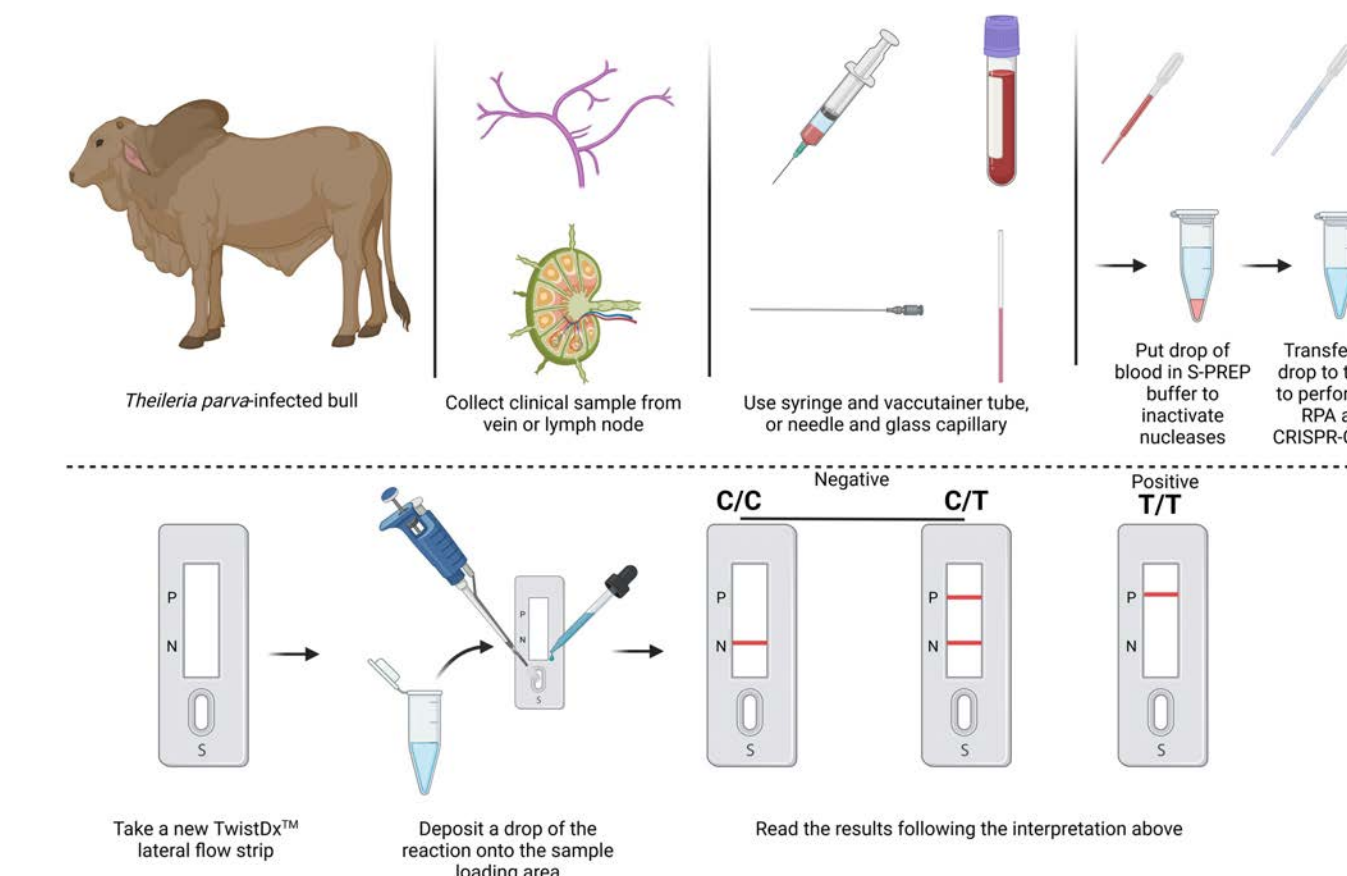 Theileria parva-infected bull
Collect clinical sample from
vein or lymph node
Use syringe and vaccutainer tube,
or needle and glass capillary
Put drop of
blood in S-PREP
buffer to
inactivate
nucleases
drop to
to
RPA
Negative
Positive
C/C
C/T
T/T
P
N
S
P
N
S
P
N
S
P
N
S
P
N
S
Take a new TwistDx™
lateral flow strip
Deposit a drop of the
reaction onto the sample
loading area
Read the results following the interpretation above